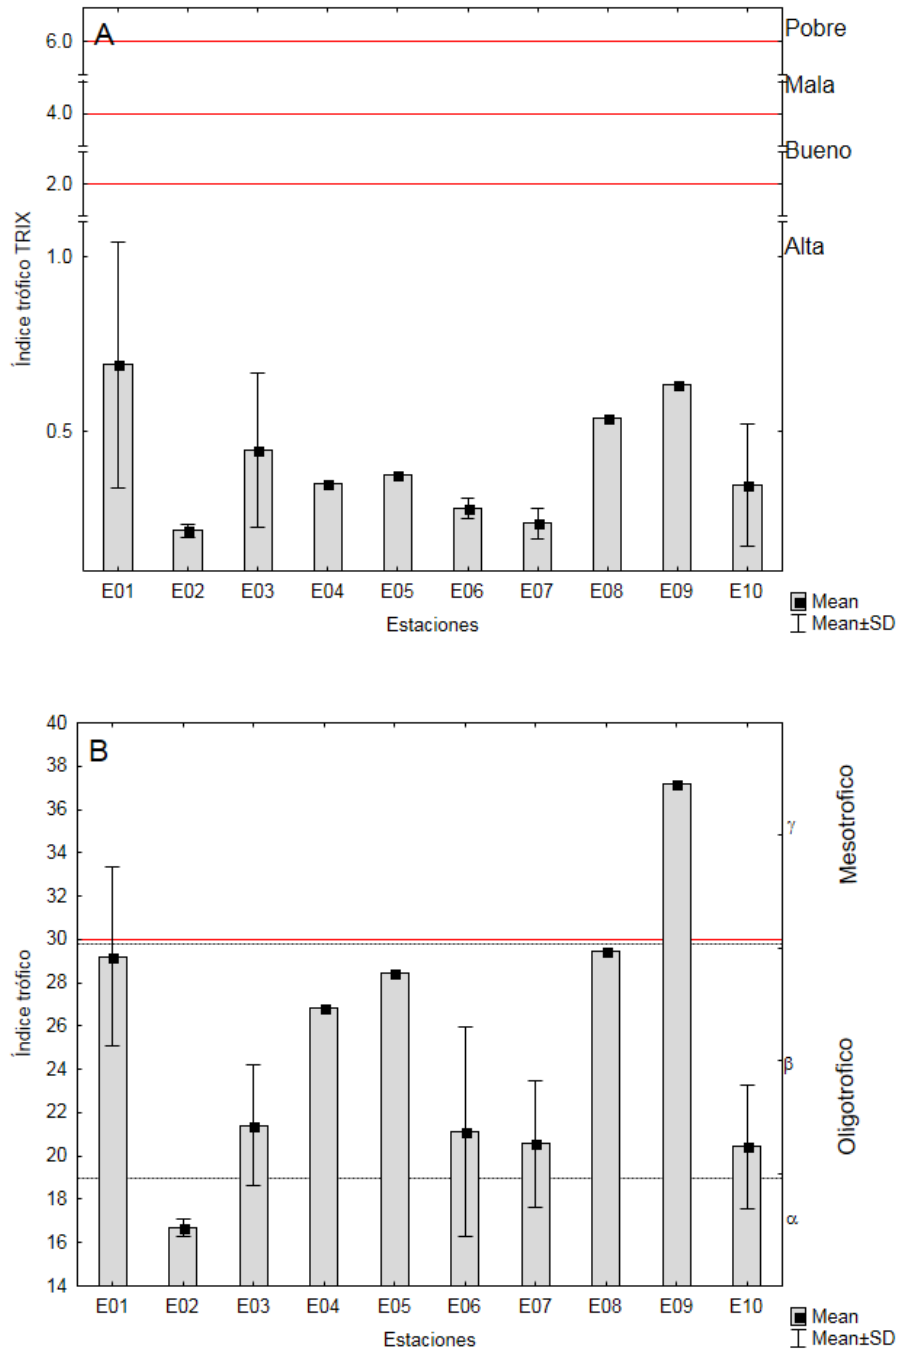 A
Pobre
6.0
Mala
4.0
Bueno
2.0
Alta
1.0
0.5
Índice trófico TRIX
E01 E02 E03 E04 E05 E06 E07 E08 E09 E10
Estaciones
Mean
Mean±SD
B
40
38
36
34
32
30
28
26
24
22
20
18
16
14
Índice trófico
γ
β
α
Mesotrofico
Oligotrofico
E01 E02 E03 E04 E05 E06 E07 E08 E09 E10
Estaciones
Mean
Mean±SD